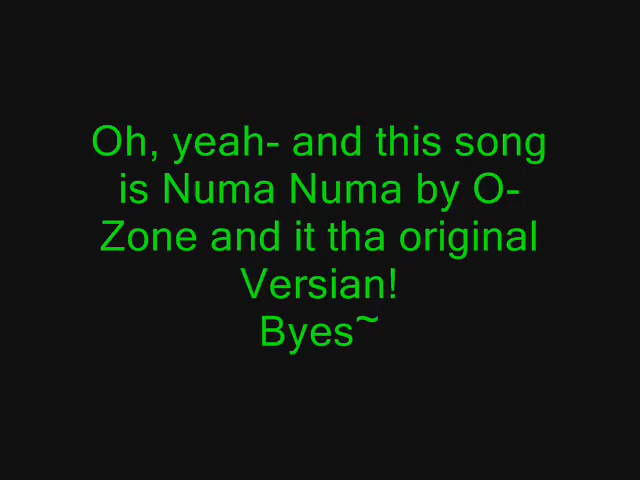 Oh, yeah- and this song
is Numa Numa by O-
Zone and it tha original
Versian!
Byes~